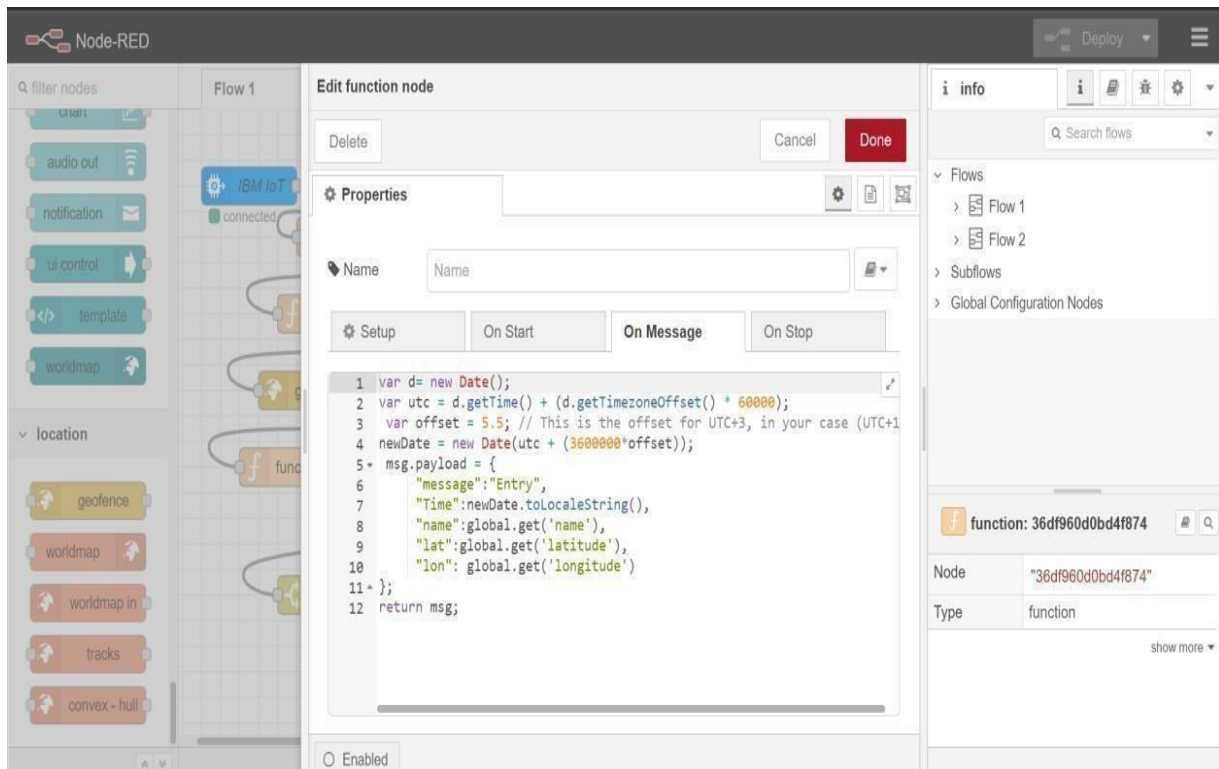 Node-RED
Deploy
filter nodes
chart
audio out
notification
ui control
template
worldmap
location
geofence
worldmap
worldmap in
tracks
convex - hull
Flow 1
IBM IoT
connected
func
Edit function node
Delete
Cancel
Done
Properties
Name
Name
Setup
On Start
On Message
On Stop
1 var d= new Date();
2 var utc = d.getTime() + (d.getTimezoneOffset() * 60000);
3 var offset = 5.5; // This is the offset for UTC+3, in your case (UTC+1
4 newDate = new Date(utc + (3600000*offset));
5 msg.payload = {
6 "message":"Entry",
7 "Time":newDate.toLocaleString(),
8 "name":global.get('name'),
9 "lat":global.get('latitude'),
10 "lon": global.get('longitude')
11 };
12 return msg;
Enabled
i info
i
Search flows
Flows
Flow 1
Flow 2
Subflows
Global Configuration Nodes
function: 36df960d0bd4f874
Node "36df960d0bd4f874"
Type function
show more